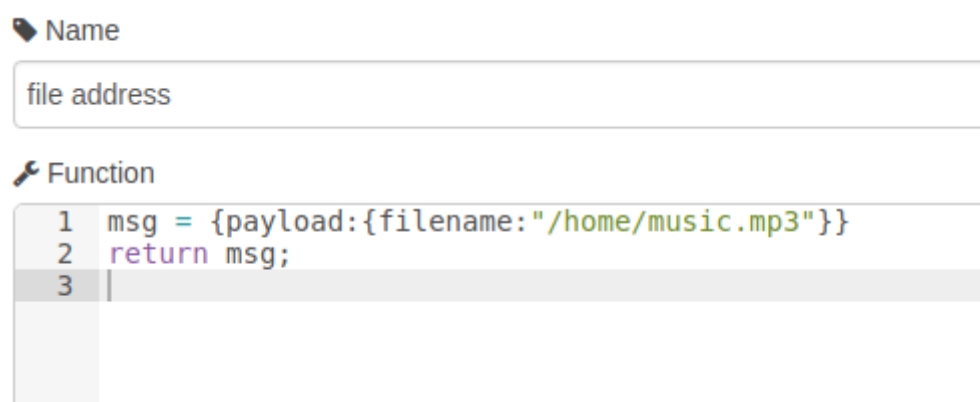 Name
file address
Function
1 msg = {payload:{filename:"/home/music.mp3"}}
2 return msg;
3